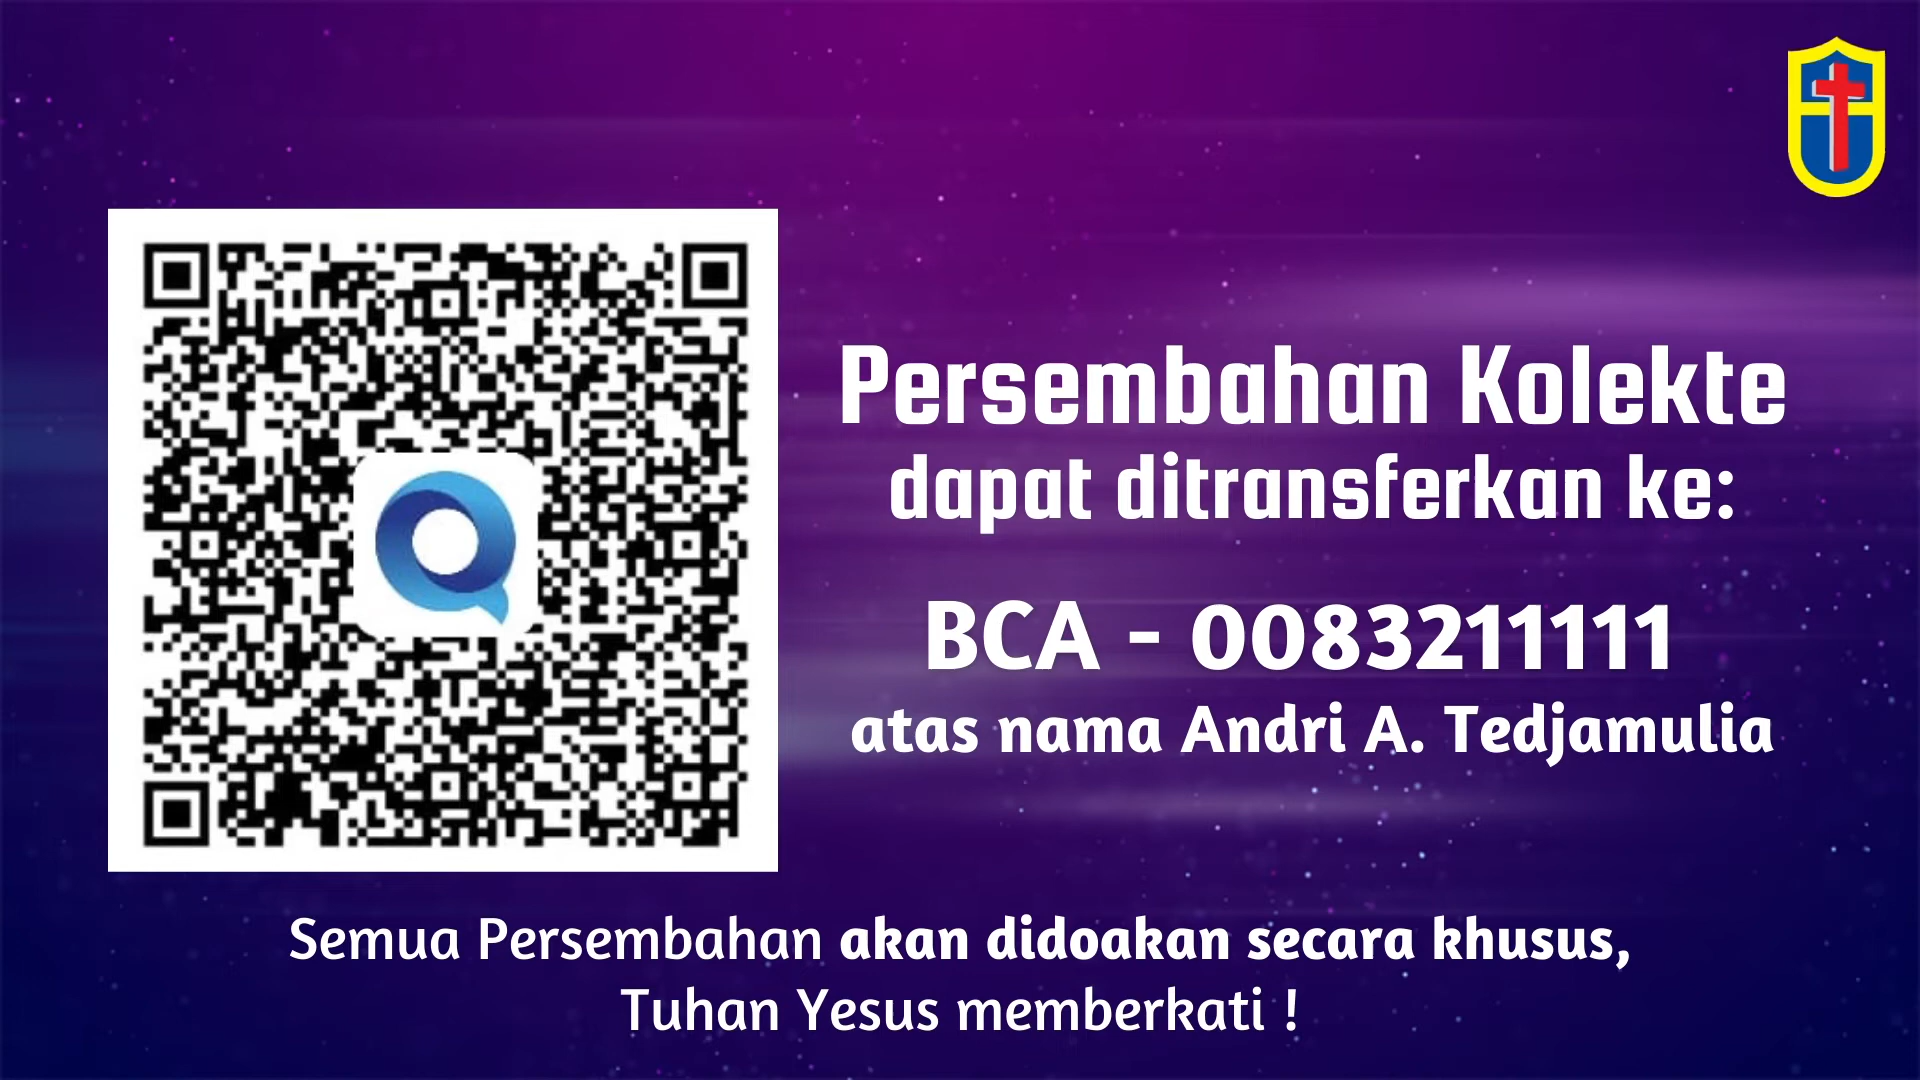 Persembahan Kolekte
dapat ditransferkan ke:
BCA - 0083211111
atas nama Andri A. Tedjamulia
Semua Persembahan akan didoakan secara khusus,
Tuhan Yesus memberkati !